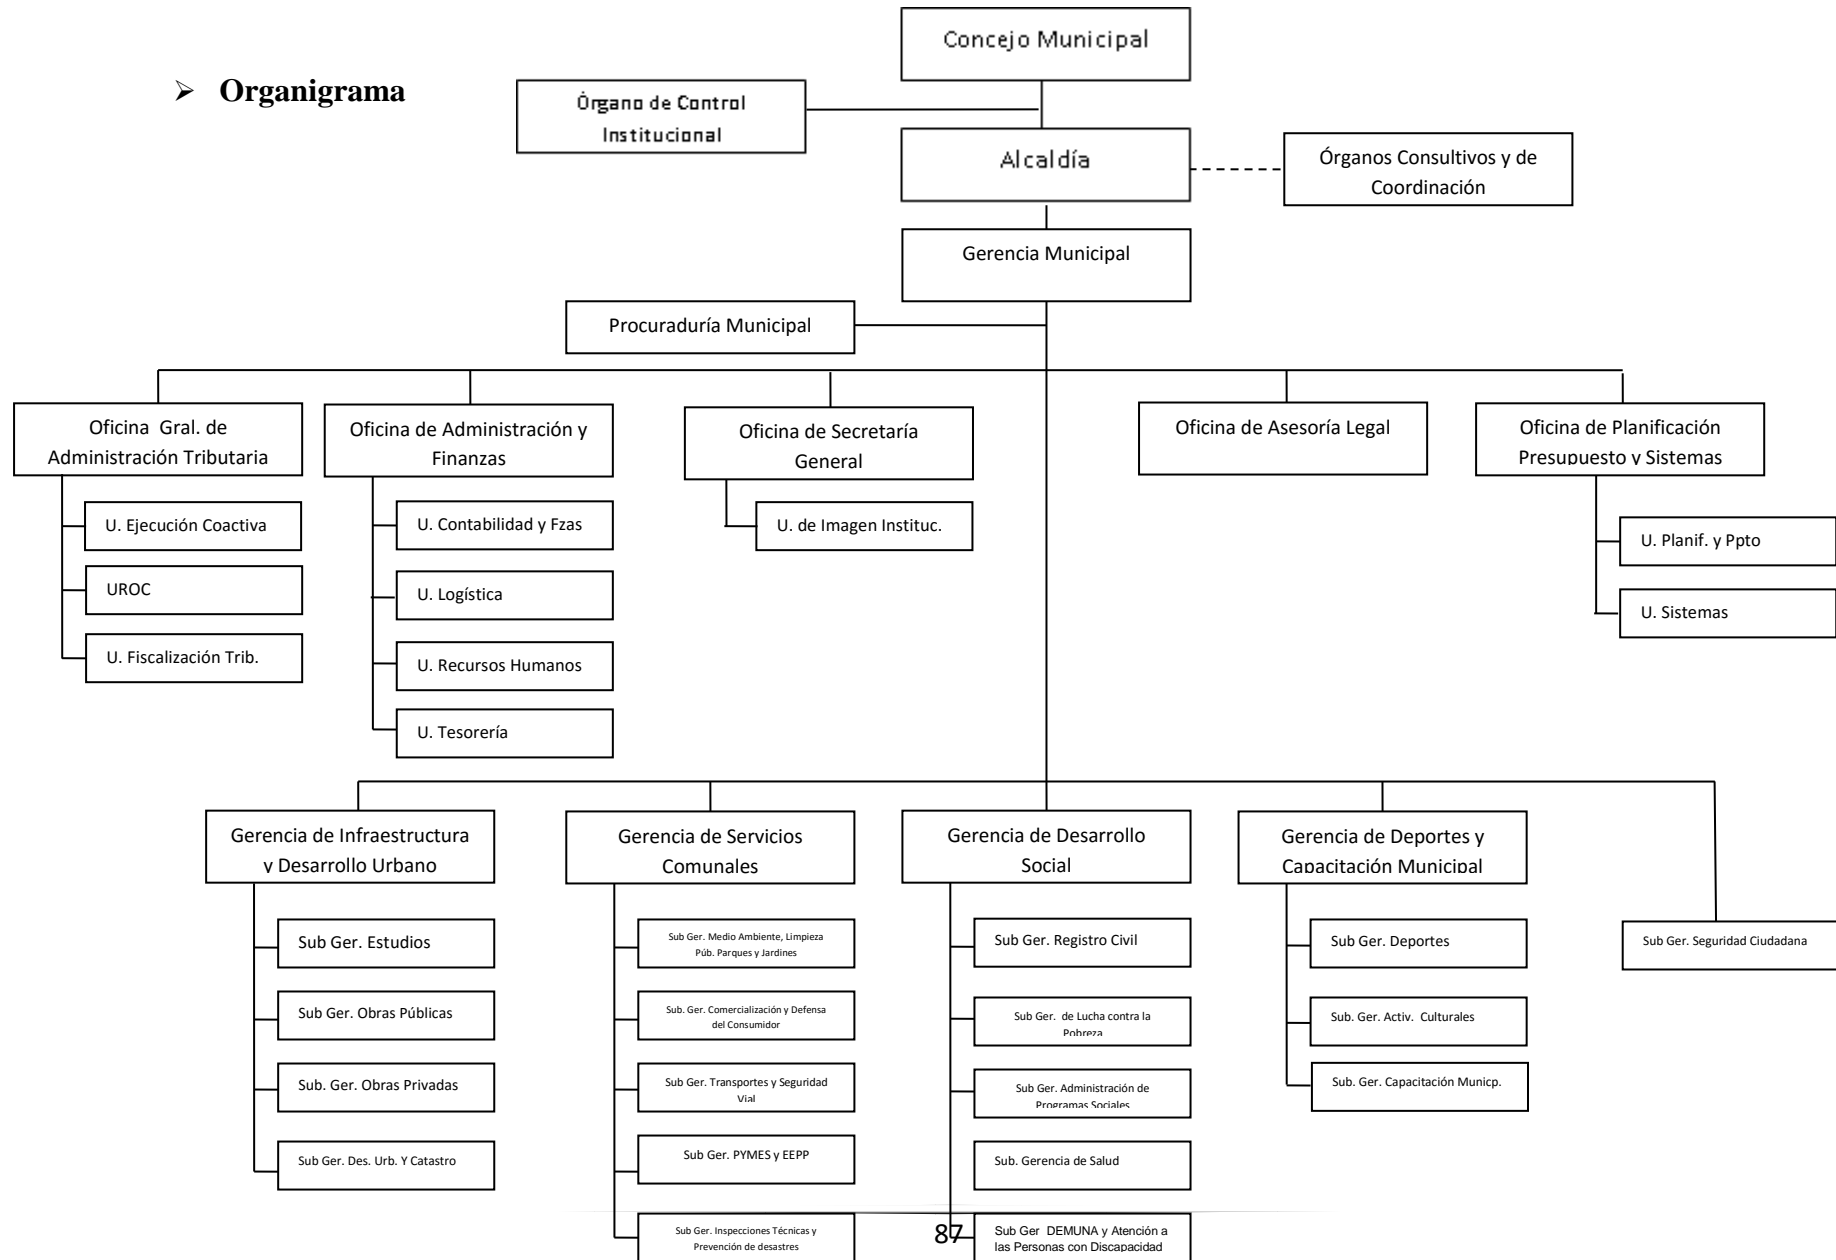 Concejo Municipal
➢ Organigrama
Órgano de Control
Institucional
Alcaldía
Órganos Consultivos y de
Coordinación
Gerencia Municipal
Procuraduría Municipal
Oficina Gral. de
Administración Tributaria
Oficina de Administración y
Finanzas
Oficina de Secretaría
General
Oficina de Asesoría Legal
Oficina de Planificación
Presupuesto y Sistemas
U. Ejecución Coactiva
UROC
U. Fiscalización Trib.
U. Contabilidad y Fzas
U. Logística
U. Recursos Humanos
U. Tesorería
U. de Imagen Instituc.
U. Planif. y Ppto
U. Sistemas
Gerencia de Infraestructura
y Desarrollo Urbano
Gerencia de Servicios
Comunales
Gerencia de Desarrollo
Social
Gerencia de Deportes y
Capacitación Municipal
Sub Ger. Estudios
Sub Ger. Obras Públicas
Sub. Ger. Obras Privadas
Sub Ger. Des. Urb. Y Catastro
Sub Ger. Medio Ambiente, Limpieza
Púb. Parques y Jardines
Sub. Ger. Comercialización y Defensa
del Consumidor
Sub Ger. Transportes y Seguridad
Vial
Sub Ger. PYMES y EEPP
Sub Ger. Inspecciones Técnicas y
Prevención de desastres
Sub Ger. Registro Civil
Sub Ger. de Lucha contra la
Pobreza
Sub Ger. Administración de
Programas Sociales
Sub. Gerencia de Salud
Sub Ger DEMUNA y Atención a
las Personas con Discapacidad
Sub Ger. Deportes
Sub. Ger. Activ. Culturales
Sub. Ger. Capacitación Municp.
Sub Ger. Seguridad Ciudadana
87